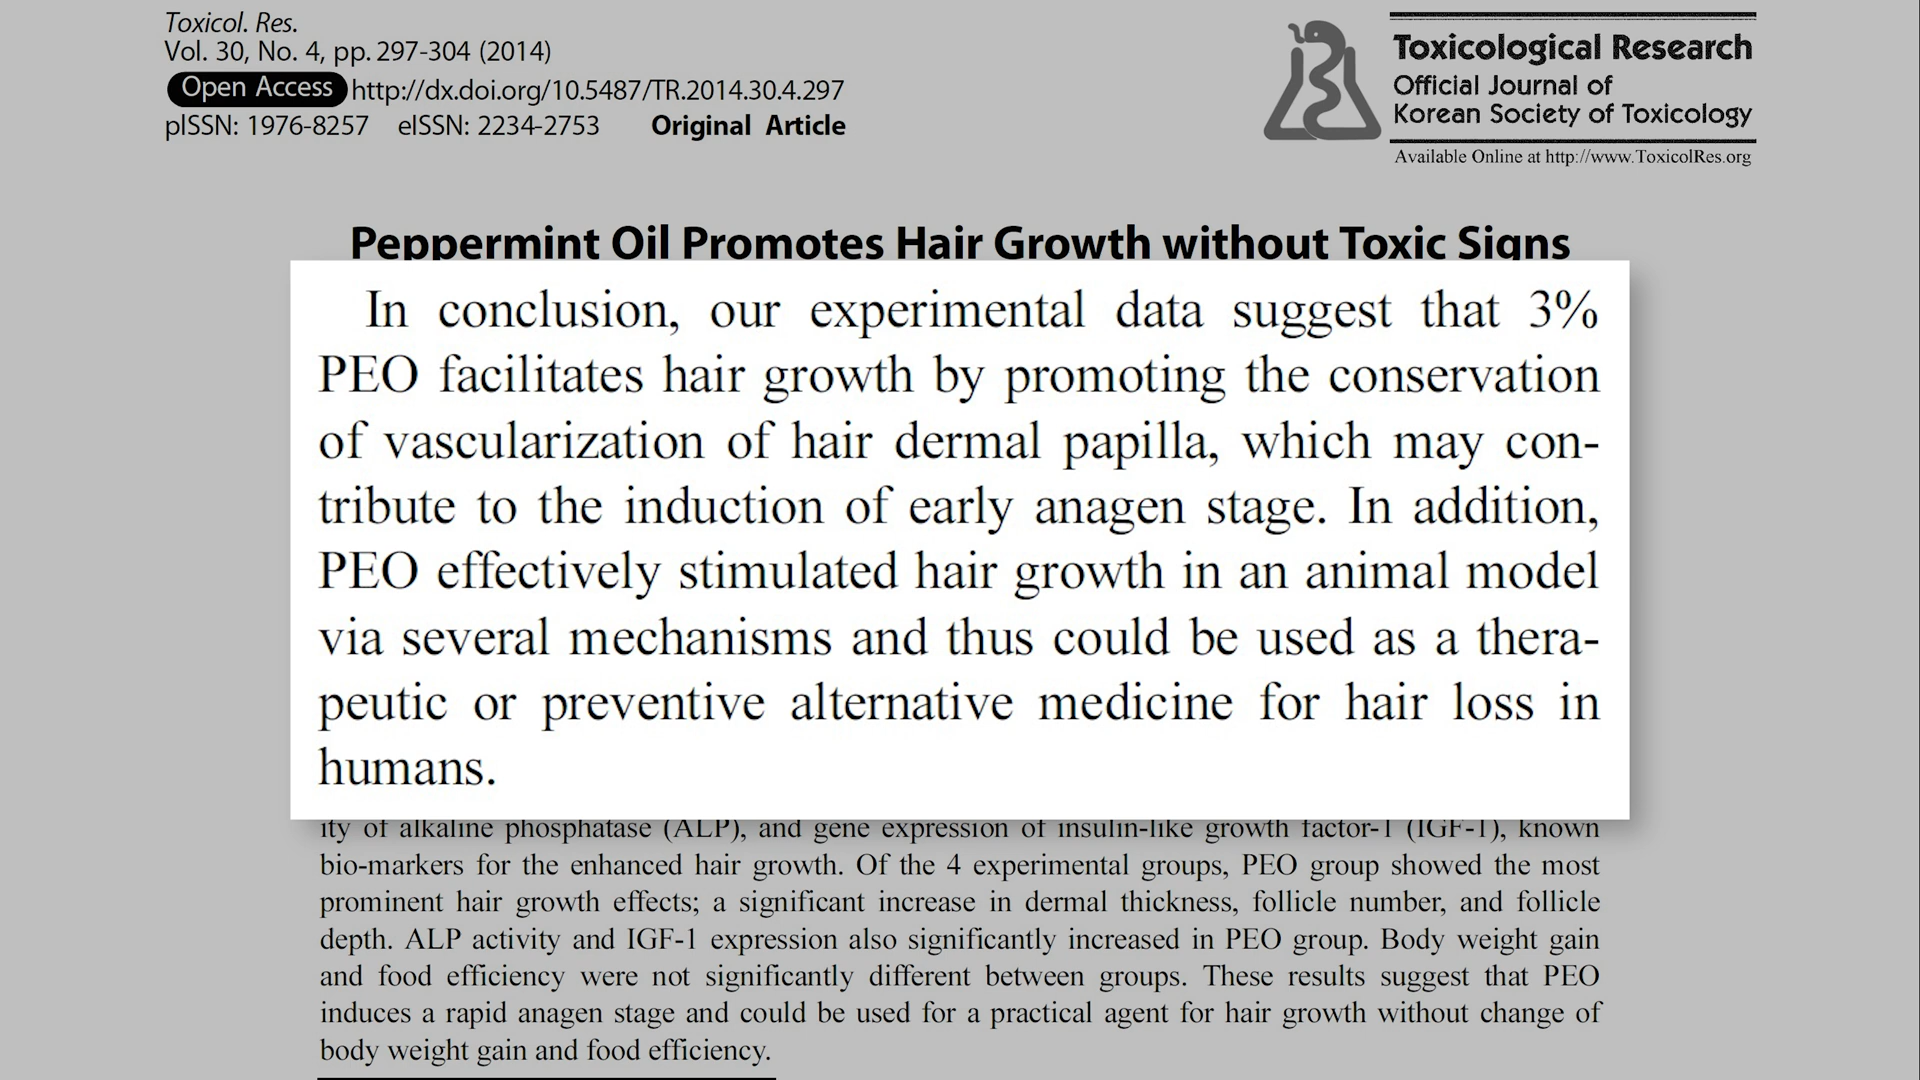 Toxicol. Res.
Vol. 30, No. 4, pp. 297-304 (2014)
Open Access http://dx.doi.org/10.5487/TR.2014.30.4.297
pISSN: 1976-8257 eISSN: 2234-2753 Original Article
Toxicological Research
Official Journal of
Korean Society of Toxicology
Available Online at http://www.ToxicolRes.org
Peppermint Oil Promotes Hair Growth without Toxic Signs
In conclusion, our experimental data suggest that 3%
PEO facilitates hair growth by promoting the conservation
of vascularization of hair dermal papilla, which may con-
tribute to the induction of early anagen stage. In addition,
PEO effectively stimulated hair growth in an animal model
via several mechanisms and thus could be used as a thera-
peutic or preventive alternative medicine for hair loss in
humans.
ity of alkaline phosphatase (ALP), and gene expression of insulin-like growth factor-1 (IGF-1), known
bio-markers for the enhanced hair growth. Of the 4 experimental groups, PEO group showed the most
prominent hair growth effects; a significant increase in dermal thickness, follicle number, and follicle
depth. ALP activity and IGF-1 expression also significantly increased in PEO group. Body weight gain
and food efficiency were not significantly different between groups. These results suggest that PEO
induces a rapid anagen stage and could be used for a practical agent for hair growth without change of
body weight gain and food efficiency.